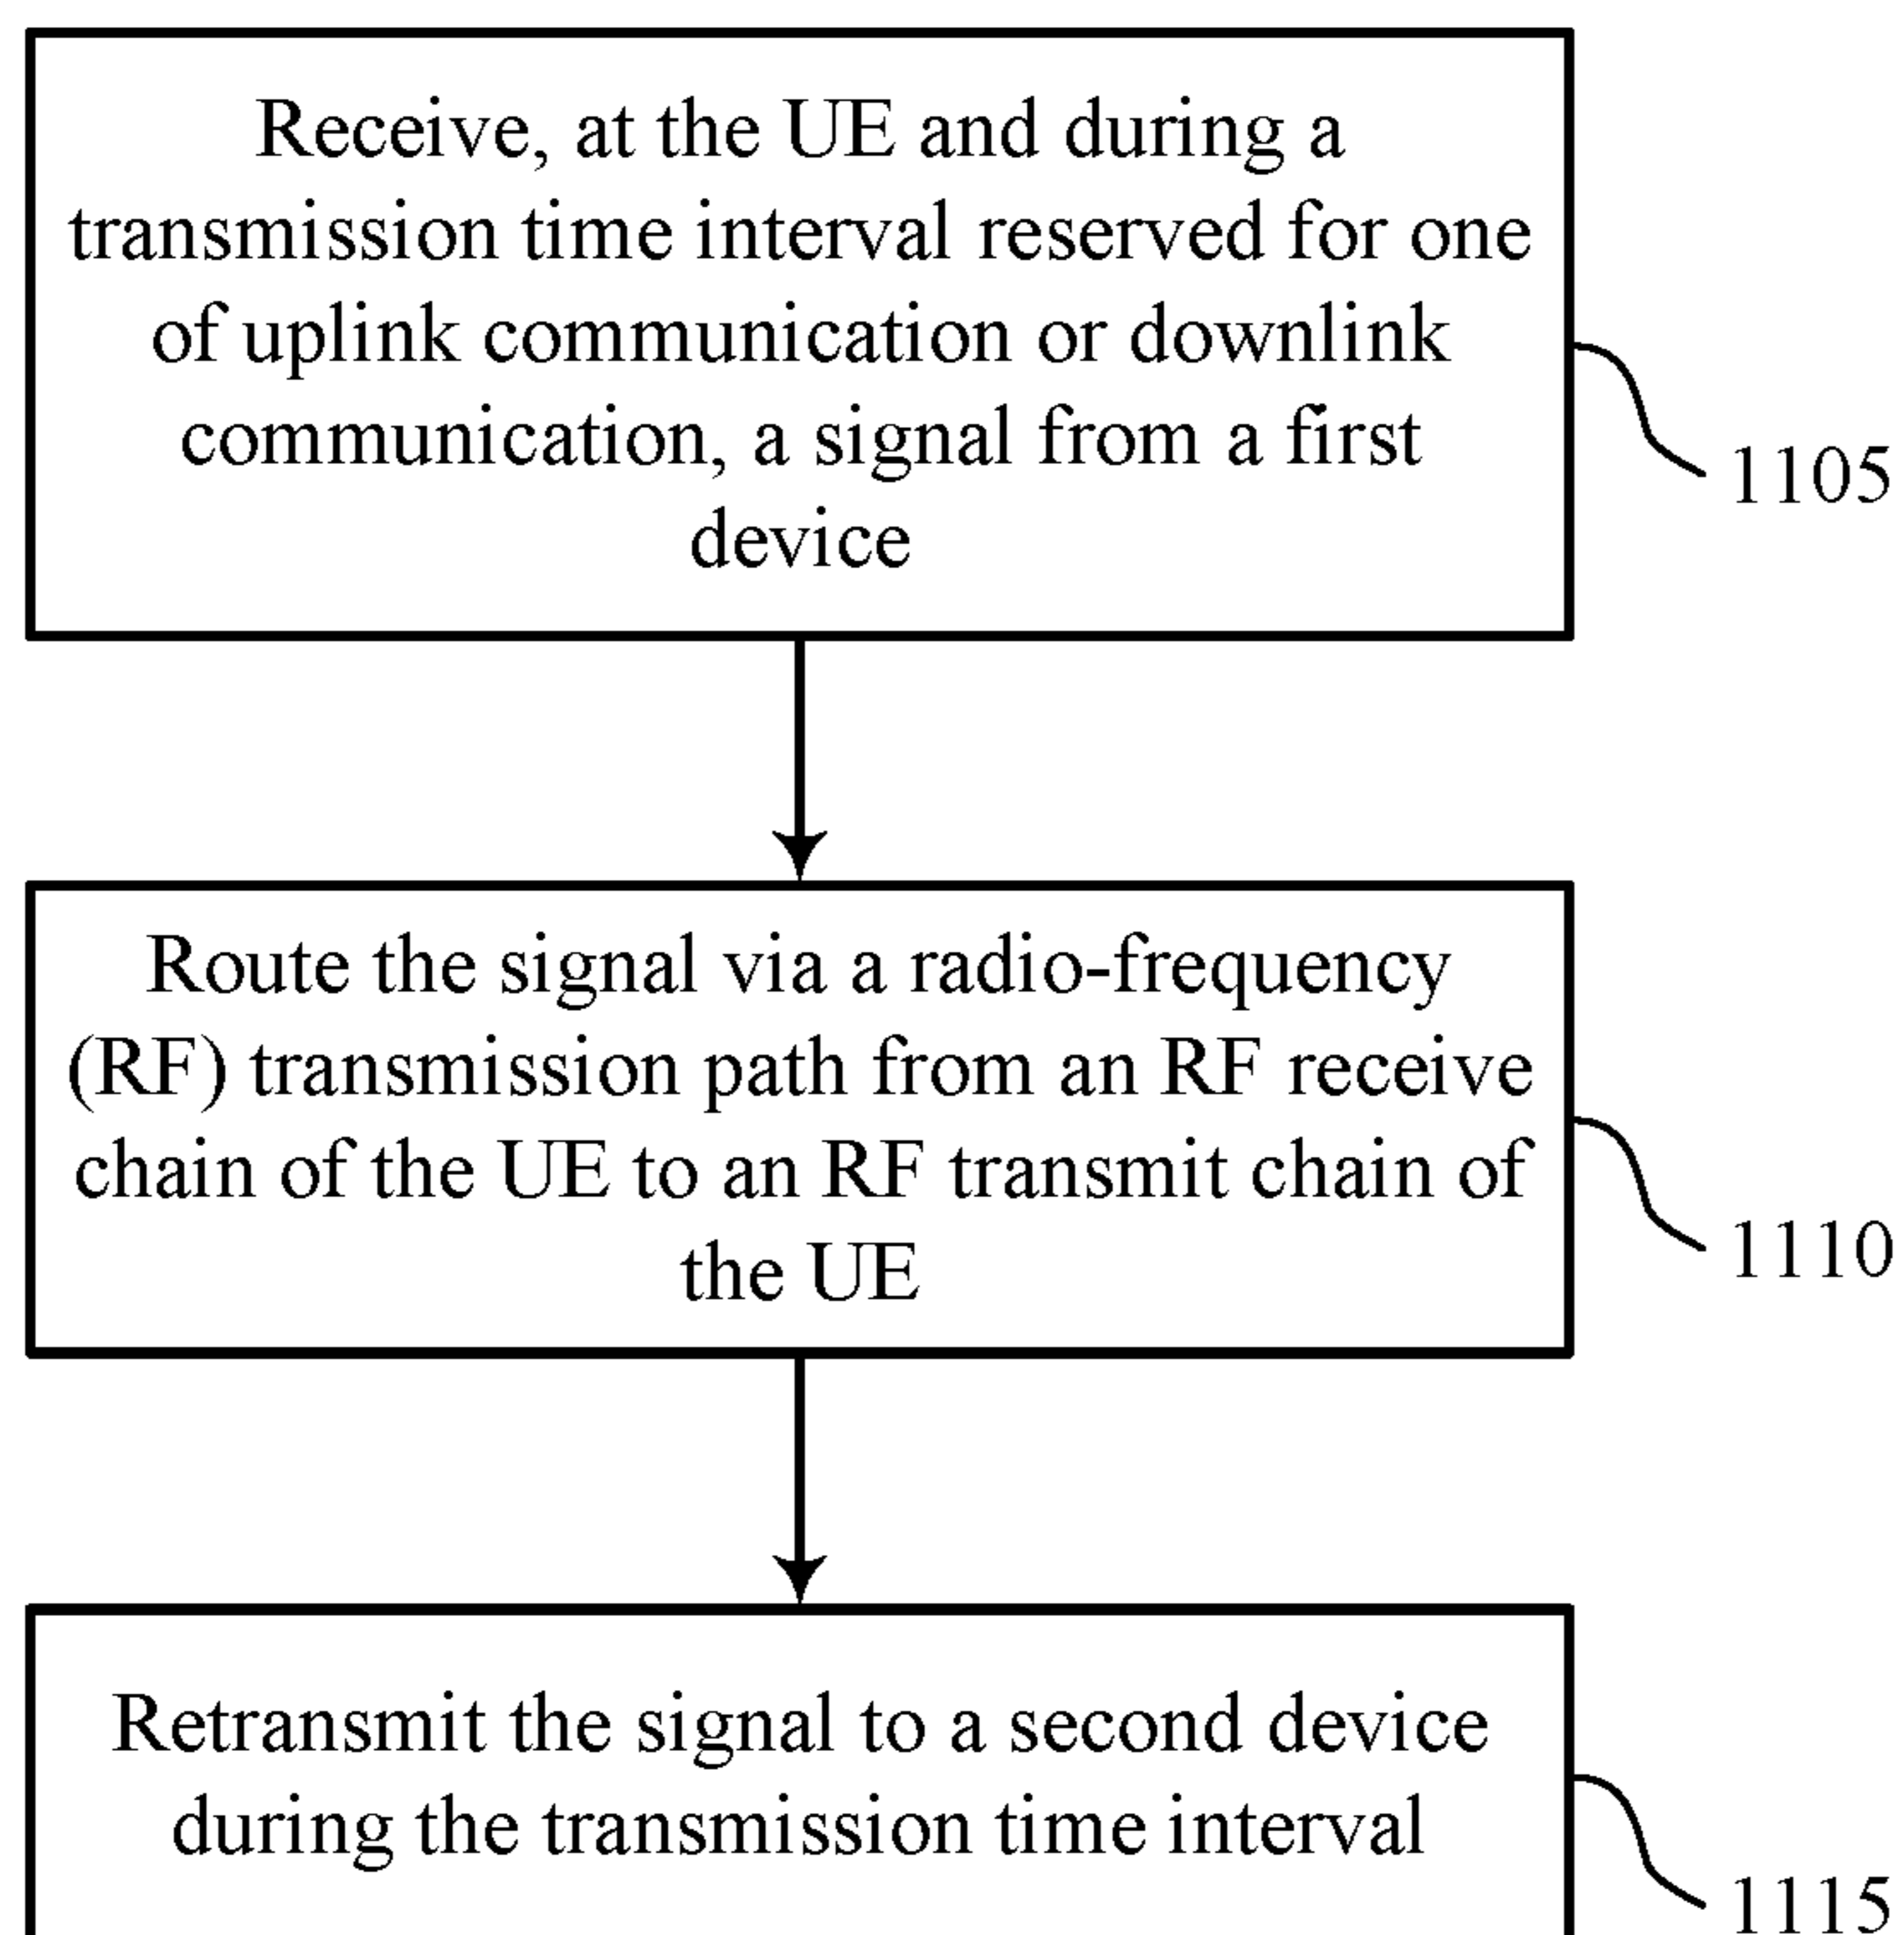 Receive, at the UE and during a
transmission time interval reserved for one
of uplink communication or downlink
communication, a signal from a first
device
1105
Route the signal via a radio-frequency
(RF) transmission path from an RF receive
chain of the UE to an RF transmit chain of
the UE
1110
Retransmit the signal to a second device
during the transmission time interval
1115